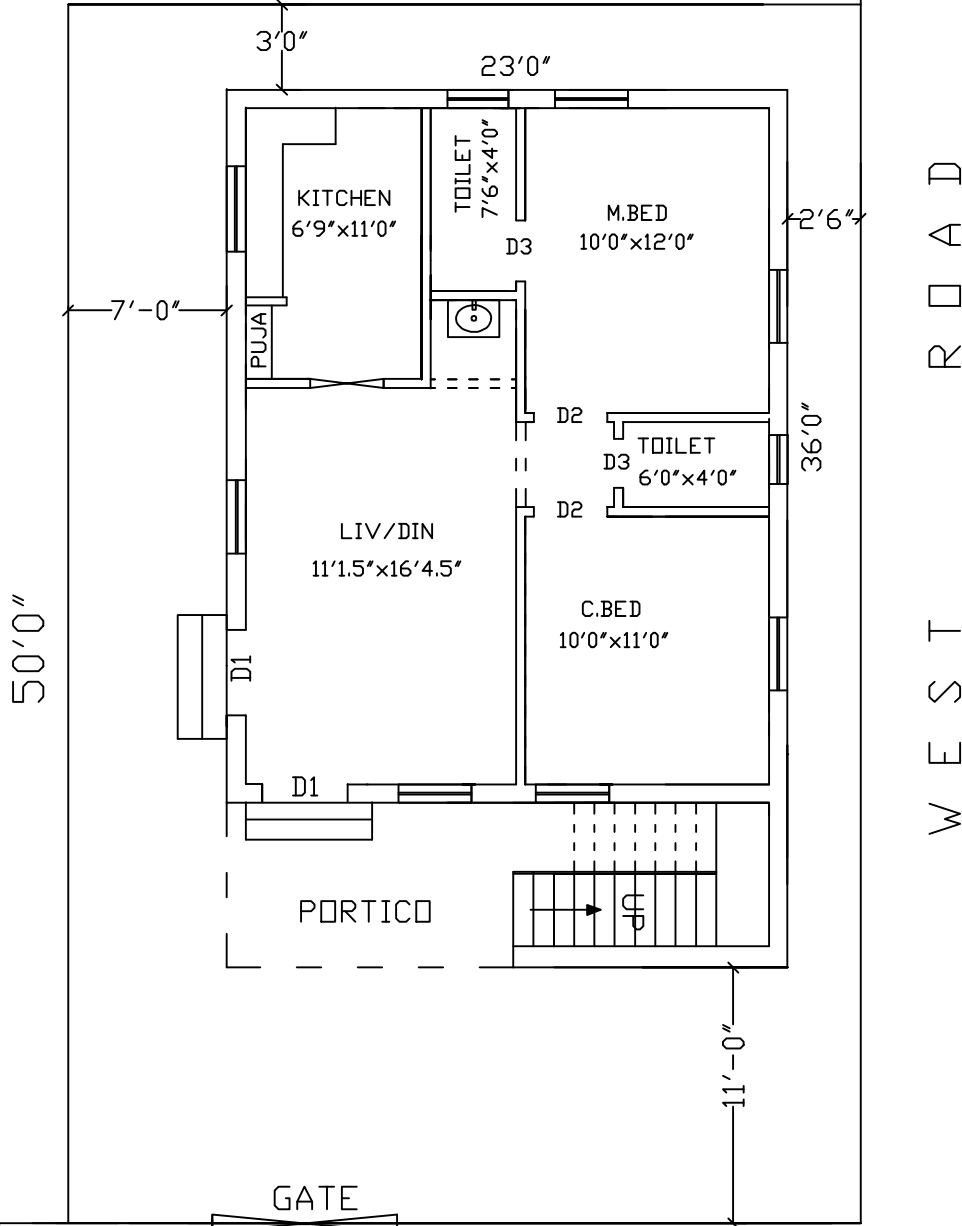 3'0"
23'0"
TOILET
7'6"x4'0"
KITCHEN
6'9"x11'0"
M.BED
10'0"x12'0"
2'6"
D3
7'-0"
PUJA
D2
TOILET
6'0"x4'0"
D3
36'0"
D2
LIV/DIN
11'1.5"x16'4.5"
C.BED
10'0"x11'0"
50'0"
D1
D1
WEST ROAD
PORTICO
UP
11'-0"
GATE